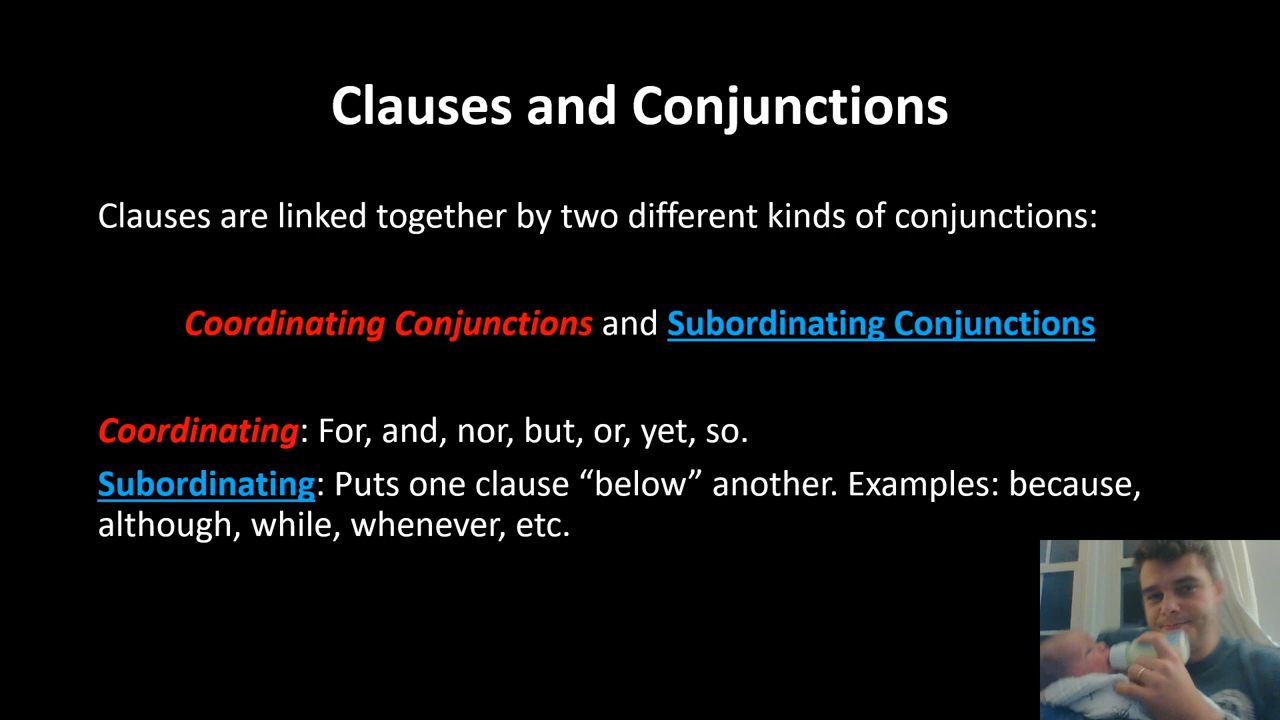 Clauses and Conjunctions
Clauses are linked together by two different kinds of conjunctions:
Coordinating Conjunctions and Subordinating Conjunctions
Coordinating: For, and, nor, but, or, yet, so.
Subordinating: Puts one clause “below” another. Examples: because,
although, while, whenever, etc.